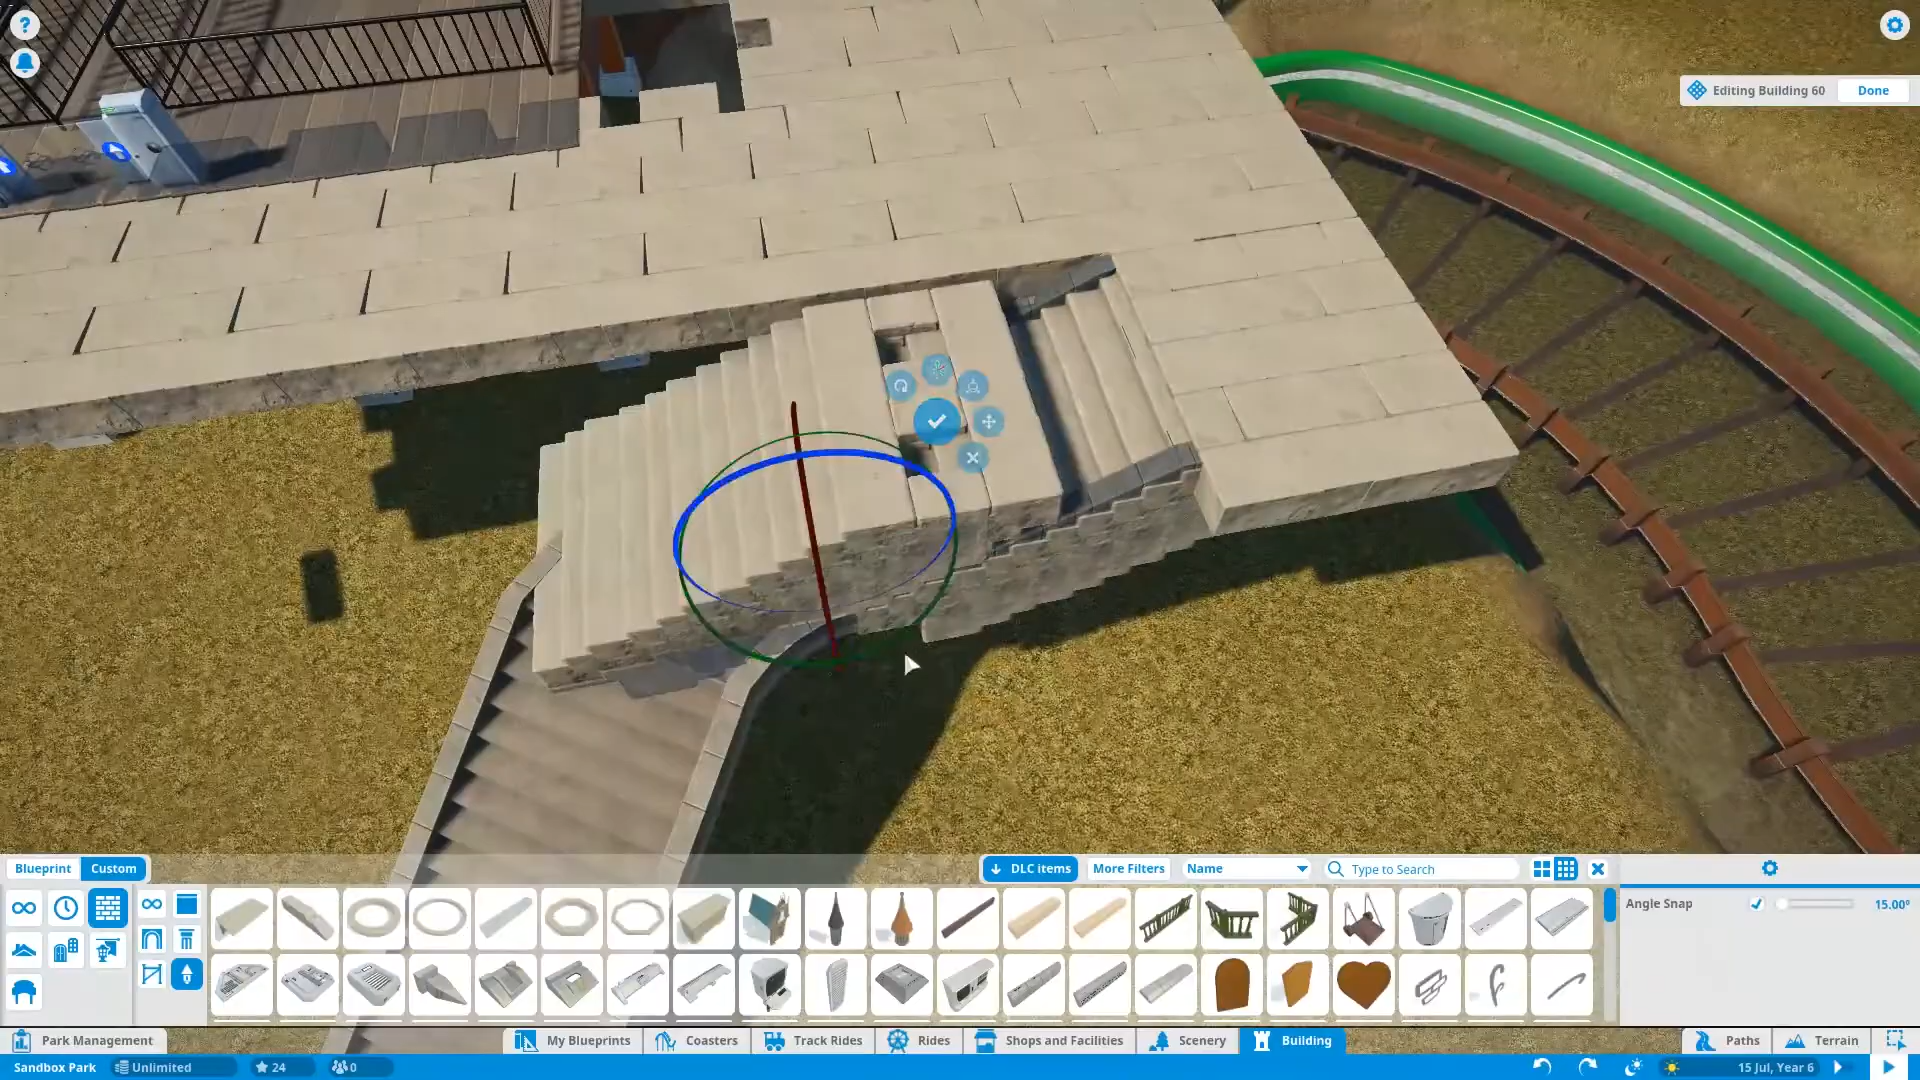 ?
Editing Building 60
Done
Blueprint
Custom
DLC items
More Filters
Name
Type to Search
Angle Snap
15.00°
Park Management
My Blueprints
Coasters
Track Rides
Rides
Shops and Facilities
Scenery
Building
Paths
Terrain
Sandbox Park
Unlimited
24
0
15 Jul, Year 6